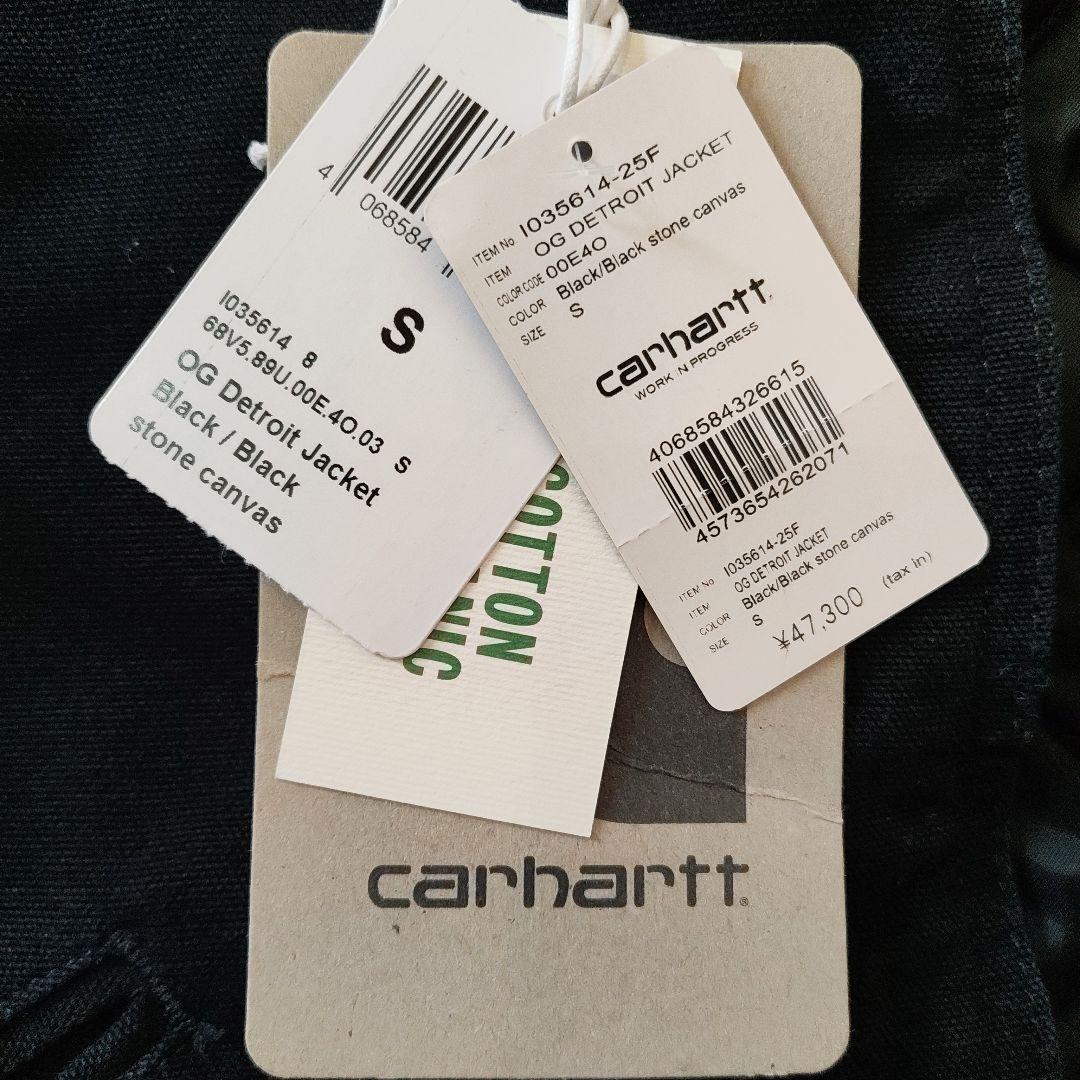 4 068584
S
I035614 8
68V5.89U.00E.4O.03 S
OG Detroit Jacket
Black / Black
stone canvas
ITEM No. I035614-25F
ITEM OG DETROIT JACKET
COLOR CODE 00E4O
COLOR Black/Black stone canvas
SIZE S
carhartt
WORK IN PROGRESS
4068584326615
4573654262071
ITEM No I035614-25F
ITEM OG DETROIT JACKET
COLOR Black/Black stone canvas
SIZE S
¥47,300 (tax in)
COTTON
carhartt®